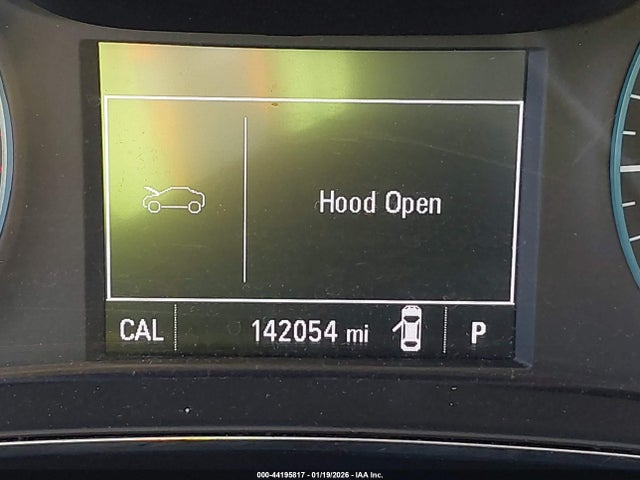 Hood Open
CAL 142054 mi P
000-44195817 - 01/19/2026 - IAA Inc.